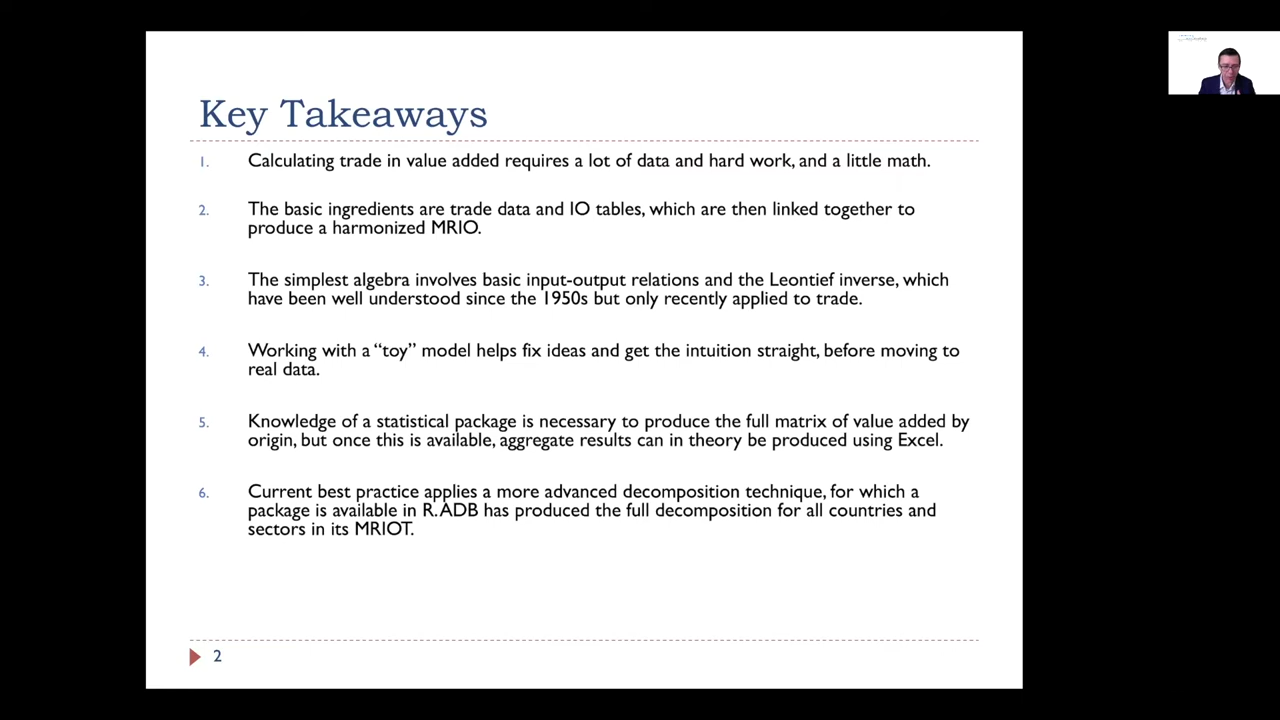 Key Takeaways
1. Calculating trade in value added requires a lot of data and hard work, and a little math.
2. The basic ingredients are trade data and IO tables, which are then linked together to
produce a harmonized MRIO.
3. The simplest algebra involves basic input-output relations and the Leontief inverse, which
have been well understood since the 1950s but only recently applied to trade.
4. Working with a “toy” model helps fix ideas and get the intuition straight, before moving to
real data.
5. Knowledge of a statistical package is necessary to produce the full matrix of value added by
origin, but once this is available, aggregate results can in theory be produced using Excel.
6. Current best practice applies a more advanced decomposition technique, for which a
package is available in R. ADB has produced the full decomposition for all countries and
sectors in its MRIOT.
2